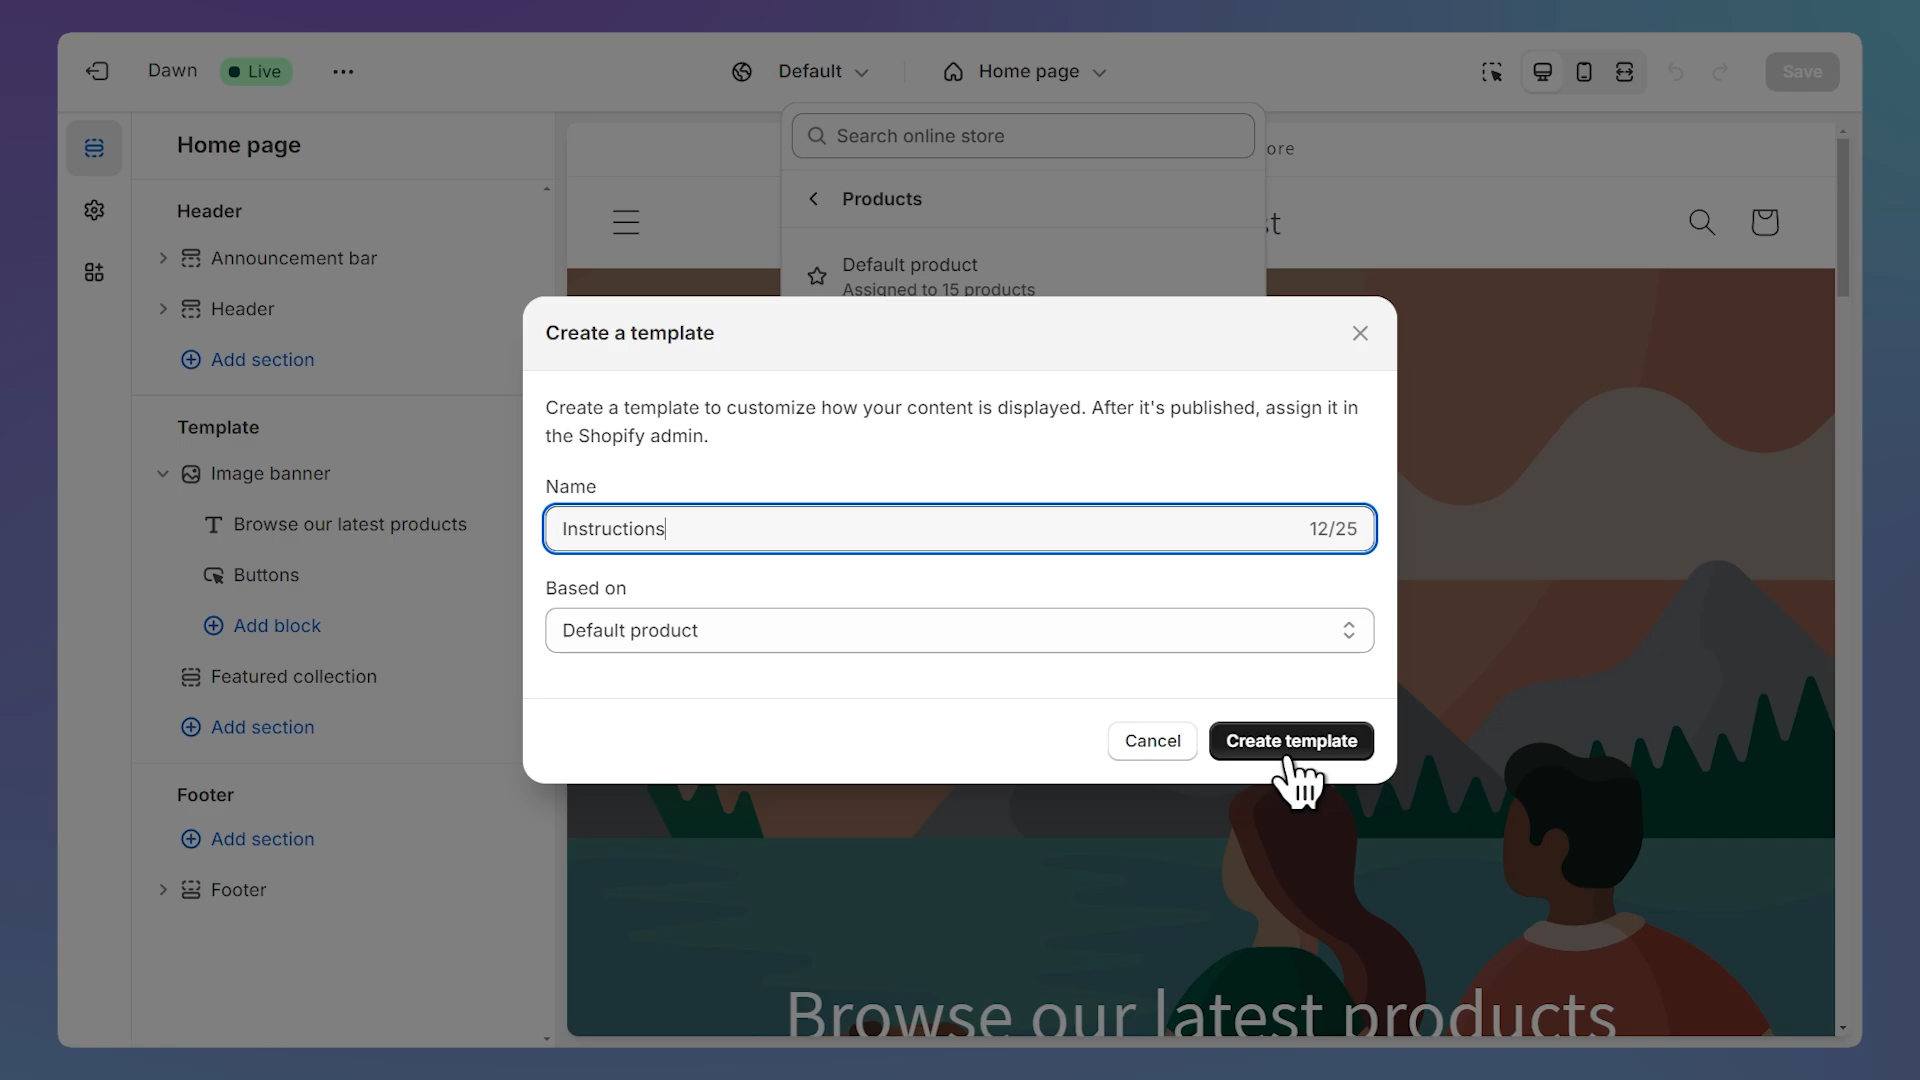 Dawn
Live
Default
Home page
Save
Home page
Header
Announcement bar
Header
Add section
Template
Image banner
Browse our latest products
Buttons
Add block
Featured collection
Add section
Footer
Add section
Footer
Search online store
Products
Default product
Assigned to 15 products
ore
st
Create a template
Create a template to customize how your content is displayed. After it's published, assign it in
the Shopify admin.
Name
Instructions
12/25
Based on
Default product
Cancel
Create template
Browse our latest products